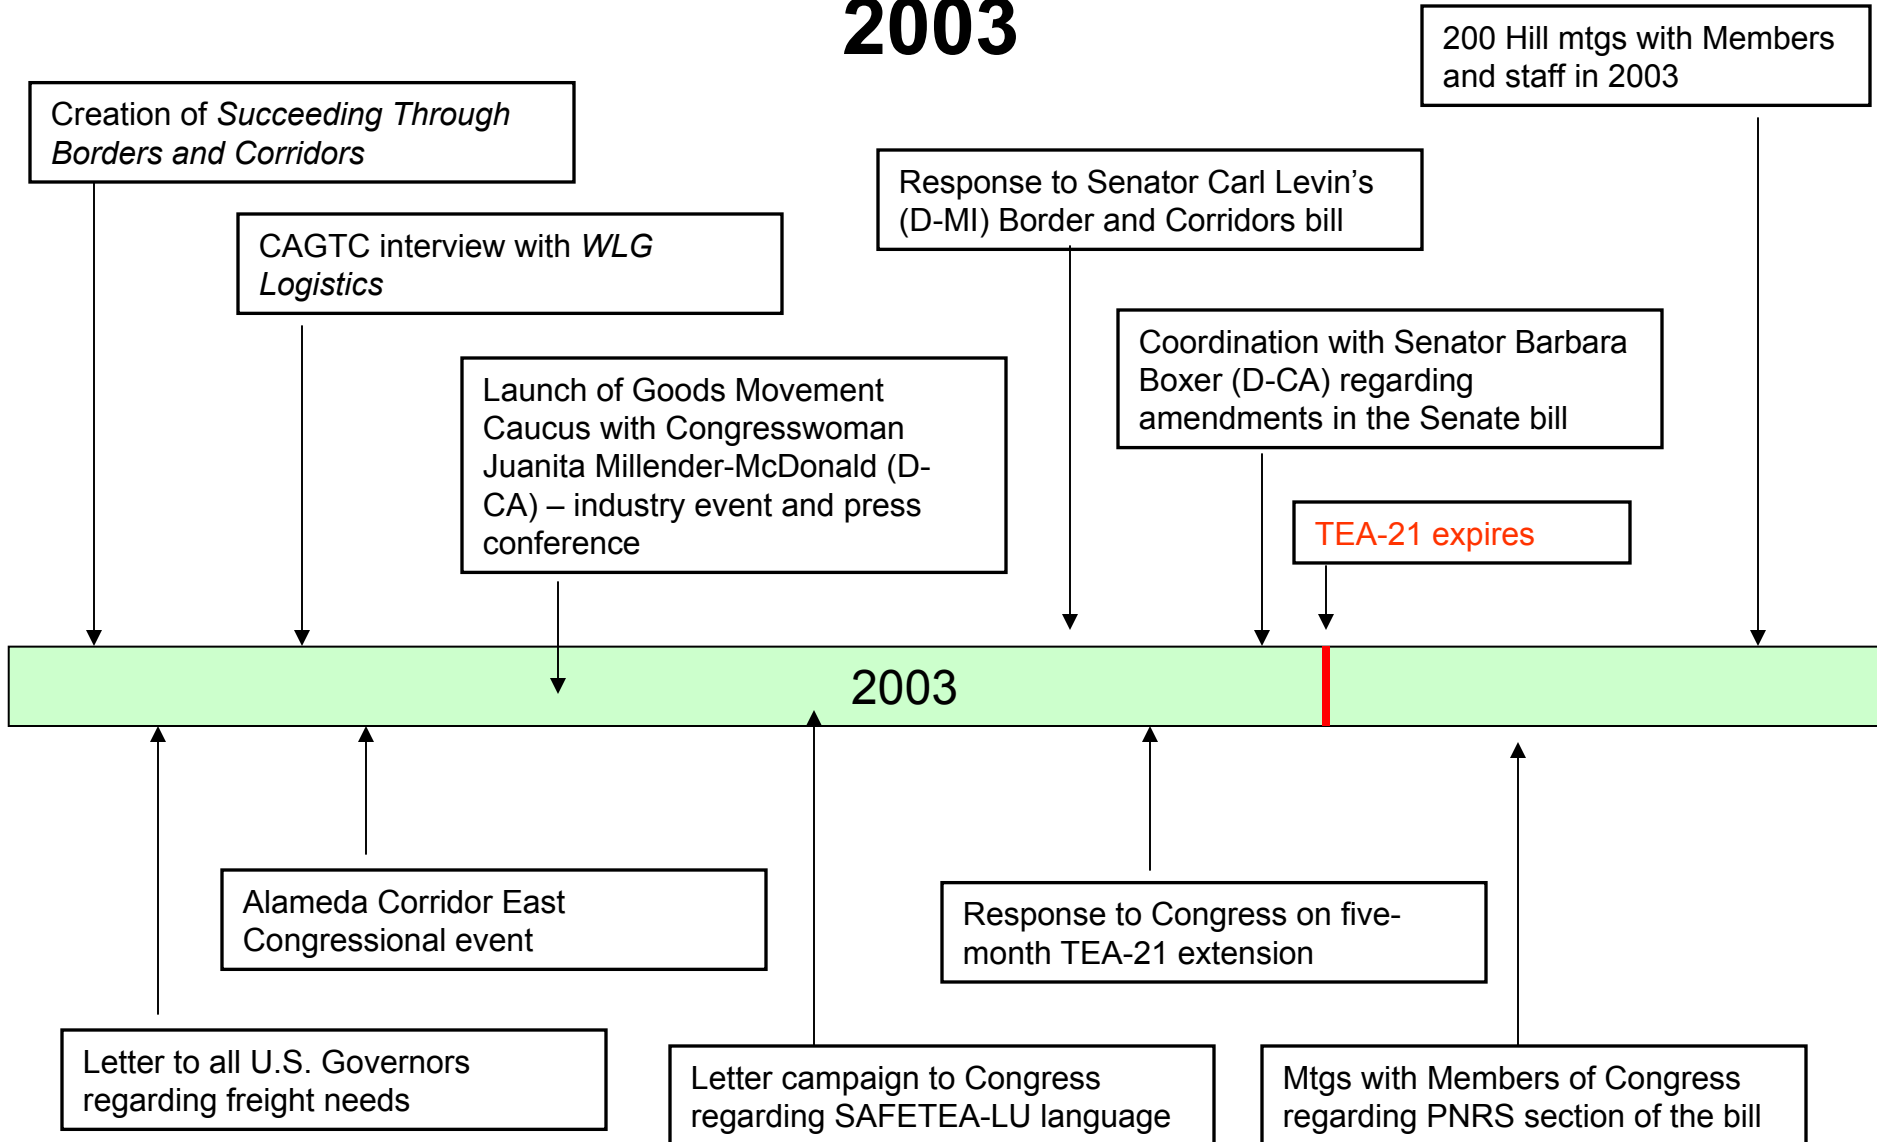 2003
200 Hill mtgs with Members
and staff in 2003
Creation of Succeeding Through
Borders and Corridors
Response to Senator Carl Levin’s
(D-MI) Border and Corridors bill
CAGTC interview with WLG
Logistics
Coordination with Senator Barbara
Boxer (D-CA) regarding
amendments in the Senate bill
Launch of Goods Movement
Caucus with Congresswoman
Juanita Millender-McDonald (D-
CA) – industry event and press
conference
TEA-21 expires
2003
Alameda Corridor East
Congressional event
Response to Congress on five-
month TEA-21 extension
Letter to all U.S. Governors
regarding freight needs
Letter campaign to Congress
regarding SAFETEA-LU language
Mtgs with Members of Congress
regarding PNRS section of the bill